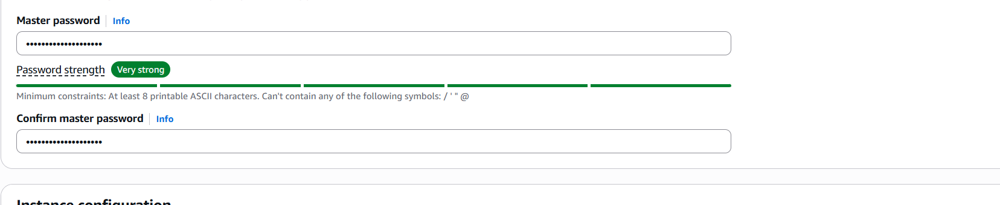 Master password Info
••••••••••••••••••••
Password strength Very strong
Minimum constraints: At least 8 printable ASCII characters. Can't contain any of the following symbols: / ' " @
Confirm master password Info
••••••••••••••••••••
Instance configuration